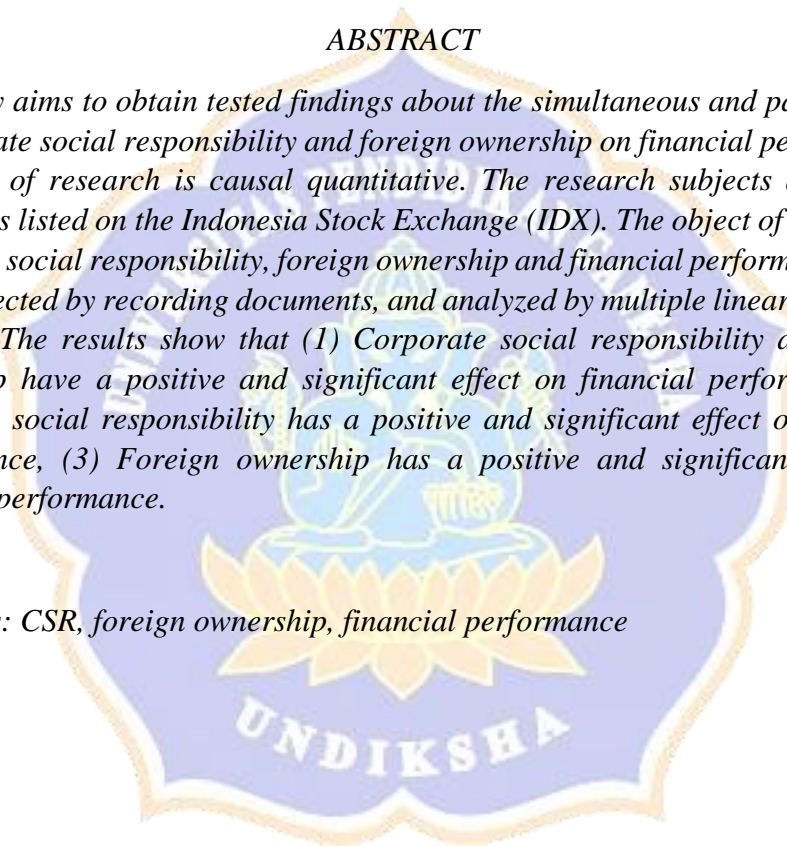 ABSTRACT
y aims to obtain tested findings about the simultaneous and pa
ate social responsibility and foreign ownership on financial pe
of research is causal quantitative. The research subjects
s listed on the Indonesia Stock Exchange (IDX). The object of
social responsibility, foreign ownership and financial perform
ected by recording documents, and analyzed by multiple linear
The results show that (1) Corporate social responsibility a
p have a positive and significant effect on financial perfor
social responsibility has a positive and significant effect o
nce, (3) Foreign ownership has a positive and significan
performance.
: CSR, foreign ownership, financial performance
UNIVERSITAS PENDIDIKAN GANESHA
UNDIKSHA